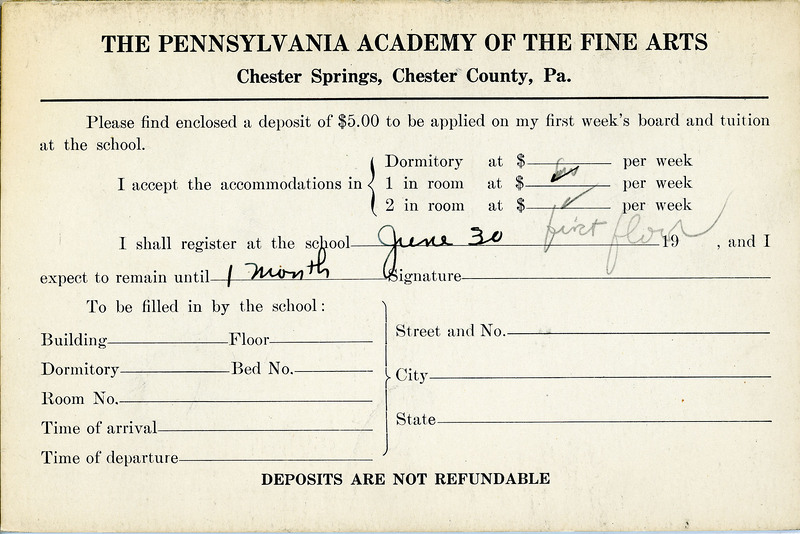 THE PENNSYLVANIA ACADEMY OF THE FINE ARTS
Chester Springs, Chester County, Pa.
Please find enclosed a deposit of $5.00 to be applied on my first week's board and tuition
at the school.
I accept the accommodations in
Dormitory at $ per week
1 in room at $ ✓ per week
2 in room at $ ✓ per week
I shall register at the school June 30 first floor 19 , and I
expect to remain until 1 month Signature
To be filled in by the school:
Building Floor
Dormitory Bed No.
Room No.
Time of arrival
Time of departure
Street and No.
City
State
DEPOSITS ARE NOT REFUNDABLE